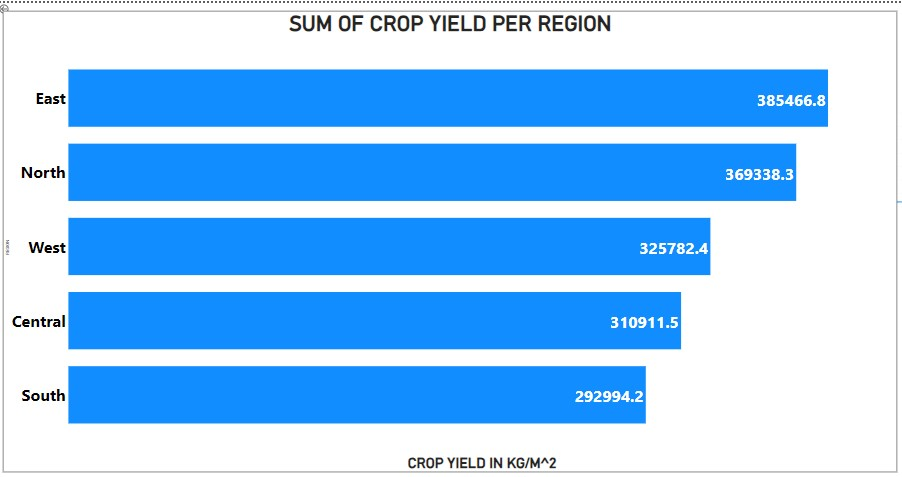 SUM OF CROP YIELD PER REGION
East 385466.8
North 369338.3
REGION
West 325782.4
Central 310911.5
South 292994.2
CROP YIELD IN KG/M^2